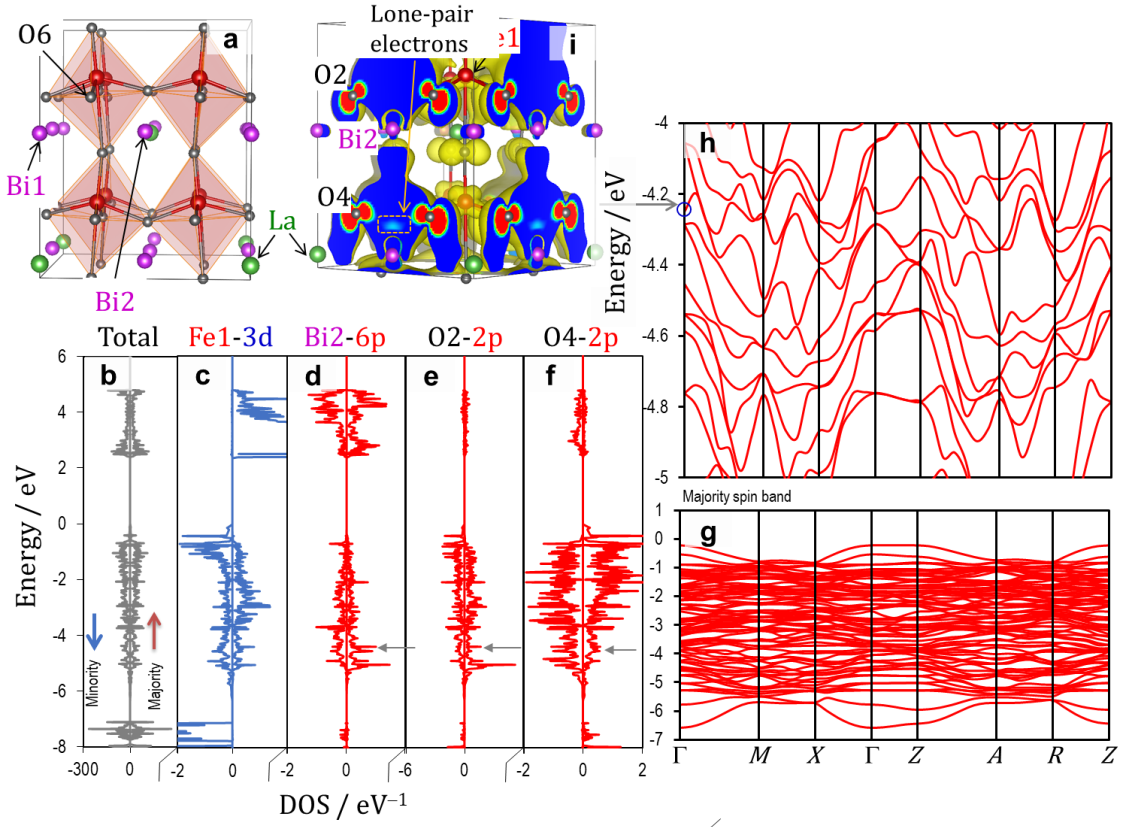 a
O6
Bi1
Bi2
La
Lone-pair
electrons
e1
i
O2
Bi2
O4
h
Energy / eV
-4
-4.2
-4.4
-4.6
-4.8
-5
Total
Fe1-3d
Bi2-6p
O2-2p
O4-2p
b
c
d
e
f
Energy / eV
6
4
2
0
-2
-4
-6
-8
Minority
Majority
-300
0
-2
0
-2
0
-6
0
-2
0
2
DOS / eV⁻¹
Majority spin band
g
1
0
-1
-2
-3
-4
-5
-6
-7
Γ
M
X
Γ
Z
A
R
Z